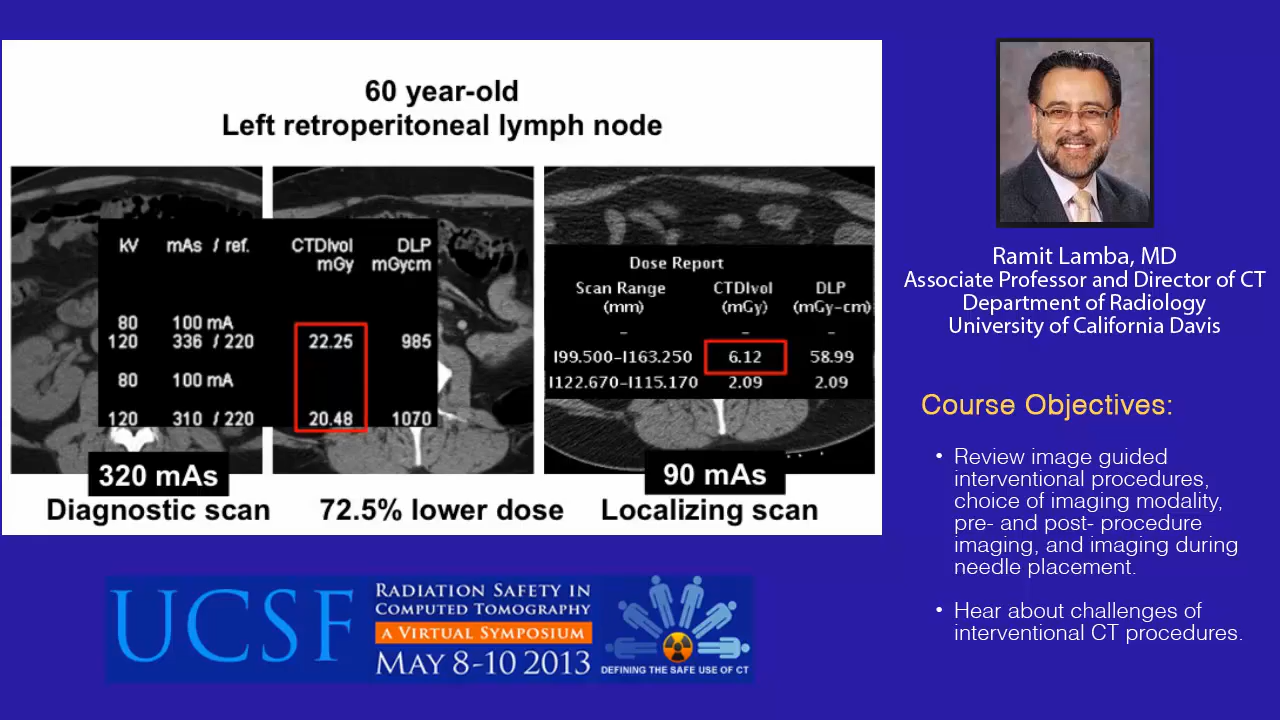 60 year-old
Left retroperitoneal lymph node
kV mAs / ref. CTDIvol DLP
mGy mGycm
80 100 mA
120 336 / 220 22.25 985
80 100 mA
120 310 / 220 20.48 1070
Dose Report
Scan Range CTDIvol DLP
(mm) (mGy) (mGy-cm)
– – –
I99.500-I163.250 6.12 58.99
I122.670-I115.170 2.09 2.09
320 mAs
90 mAs
Diagnostic scan 72.5% lower dose Localizing scan
Ramit Lamba, MD
Associate Professor and Director of CT
Department of Radiology
University of California Davis
Course Objectives:
• Review image guided
interventional procedures,
choice of imaging modality,
pre- and post- procedure
imaging, and imaging during
needle placement.
• Hear about challenges of
interventional CT procedures.
UCSF
Radiation Safety in
Computed Tomography
a Virtual Symposium
May 8-10 2013
DEFINING THE SAFE USE OF CT